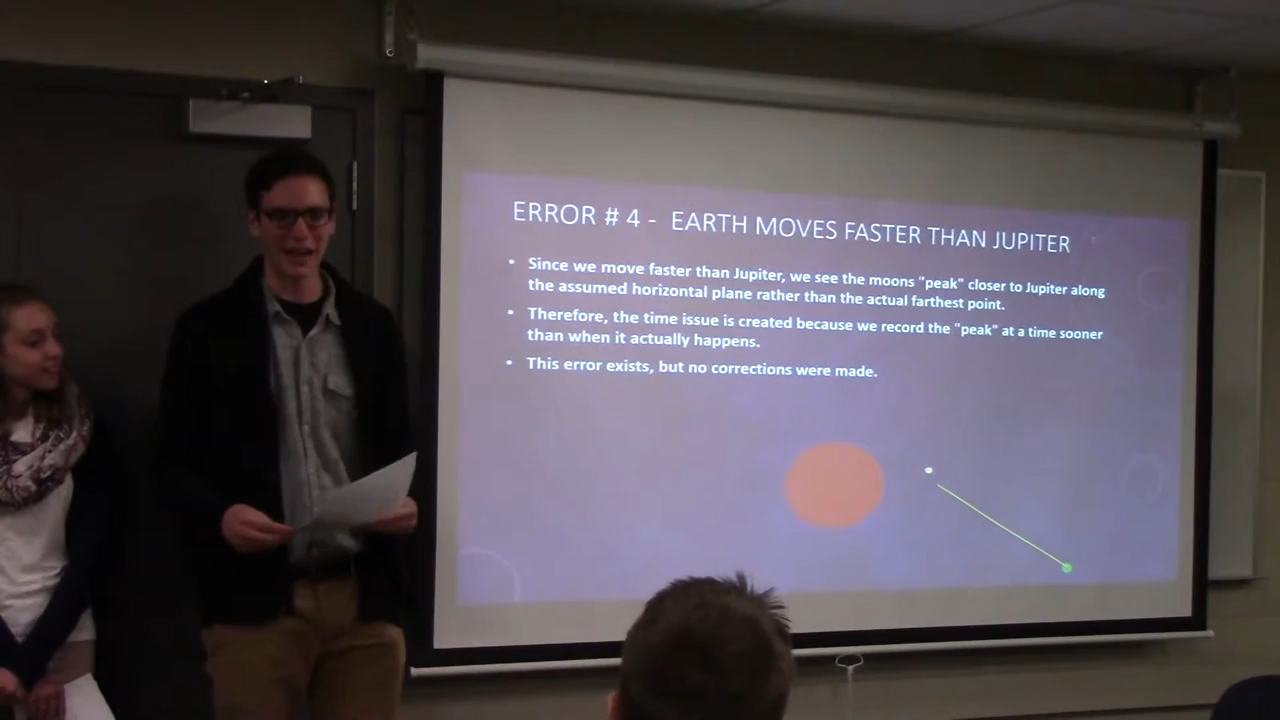 ERROR # 4 - EARTH MOVES FASTER THAN JUPITER
• Since we move faster than Jupiter, we see the moons "peak" closer to Jupiter along
the assumed horizontal plane rather than the actual farthest point.
• Therefore, the time issue is created because we record the "peak" at a time sooner
than when it actually happens.
• This error exists, but no corrections were made.